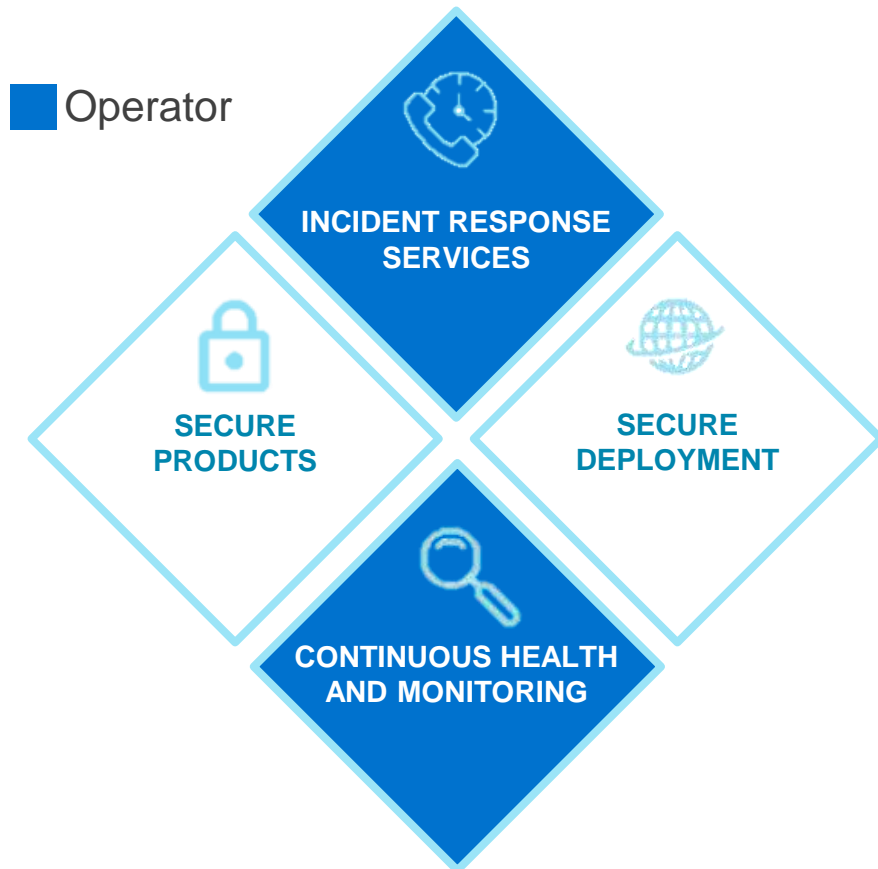 Operator
INCIDENT RESPONSE
SERVICES
SECURE
PRODUCTS
SECURE
DEPLOYMENT
CONTINUOUS HEALTH
AND MONITORING